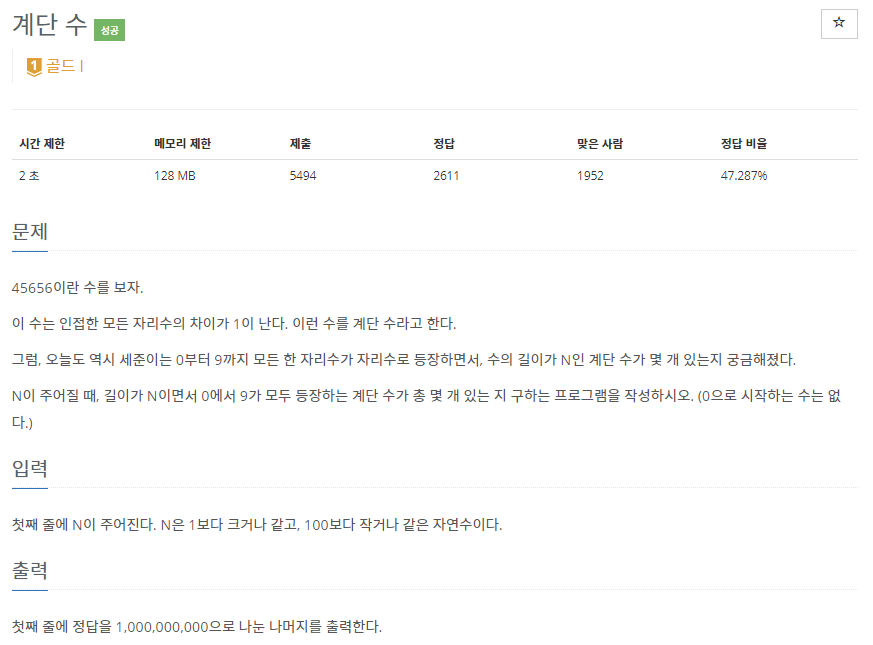 계단 수 성공
☆
1 골드 I
시간 제한 메모리 제한 제출 정답 맞은 사람 정답 비율
2 초 128 MB 5494 2611 1952 47.287%
문제
45656이란 수를 보자.
이 수는 인접한 모든 자리수의 차이가 1이 난다. 이런 수를 계단 수라고 한다.
그럼, 오늘도 역시 세준이는 0부터 9까지 모든 한 자리수가 자리수로 등장하면서, 수의 길이가 N인 계단 수가 몇 개 있는지 궁금해졌다.
N이 주어질 때, 길이가 N이면서 0에서 9가 모두 등장하는 계단 수가 총 몇 개 있는 지 구하는 프로그램을 작성하시오. (0으로 시작하는 수는 없
다.)
입력
첫째 줄에 N이 주어진다. N은 1보다 크거나 같고, 100보다 작거나 같은 자연수이다.
출력
첫째 줄에 정답을 1,000,000,000으로 나눈 나머지를 출력한다.